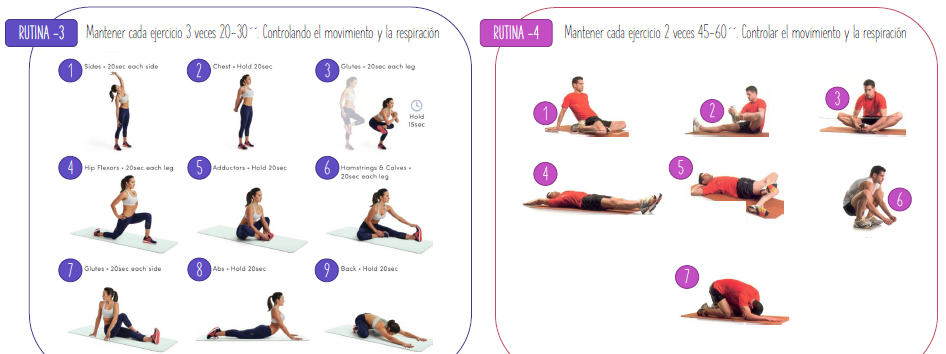 RUTINA -3
Mantener cada ejercicio 3 veces 20-30´´. Controlando el movimiento y la respiración
1
Sides • 20sec each side
2
Chest • Hold 20sec
3
Glutes • 20sec each leg
Hold
15sec
4
Hip Flexors • 20sec each leg
5
Adductors • Hold 20sec
6
Hamstrings & Calves •
20sec each leg
7
Glutes • 20sec each side
8
Abs • Hold 20sec
9
Back • Hold 20sec
RUTINA -4
Mantener cada ejercicio 2 veces 45-60´´. Controlar el movimiento y la respiración
1
2
3
4
5
6
7